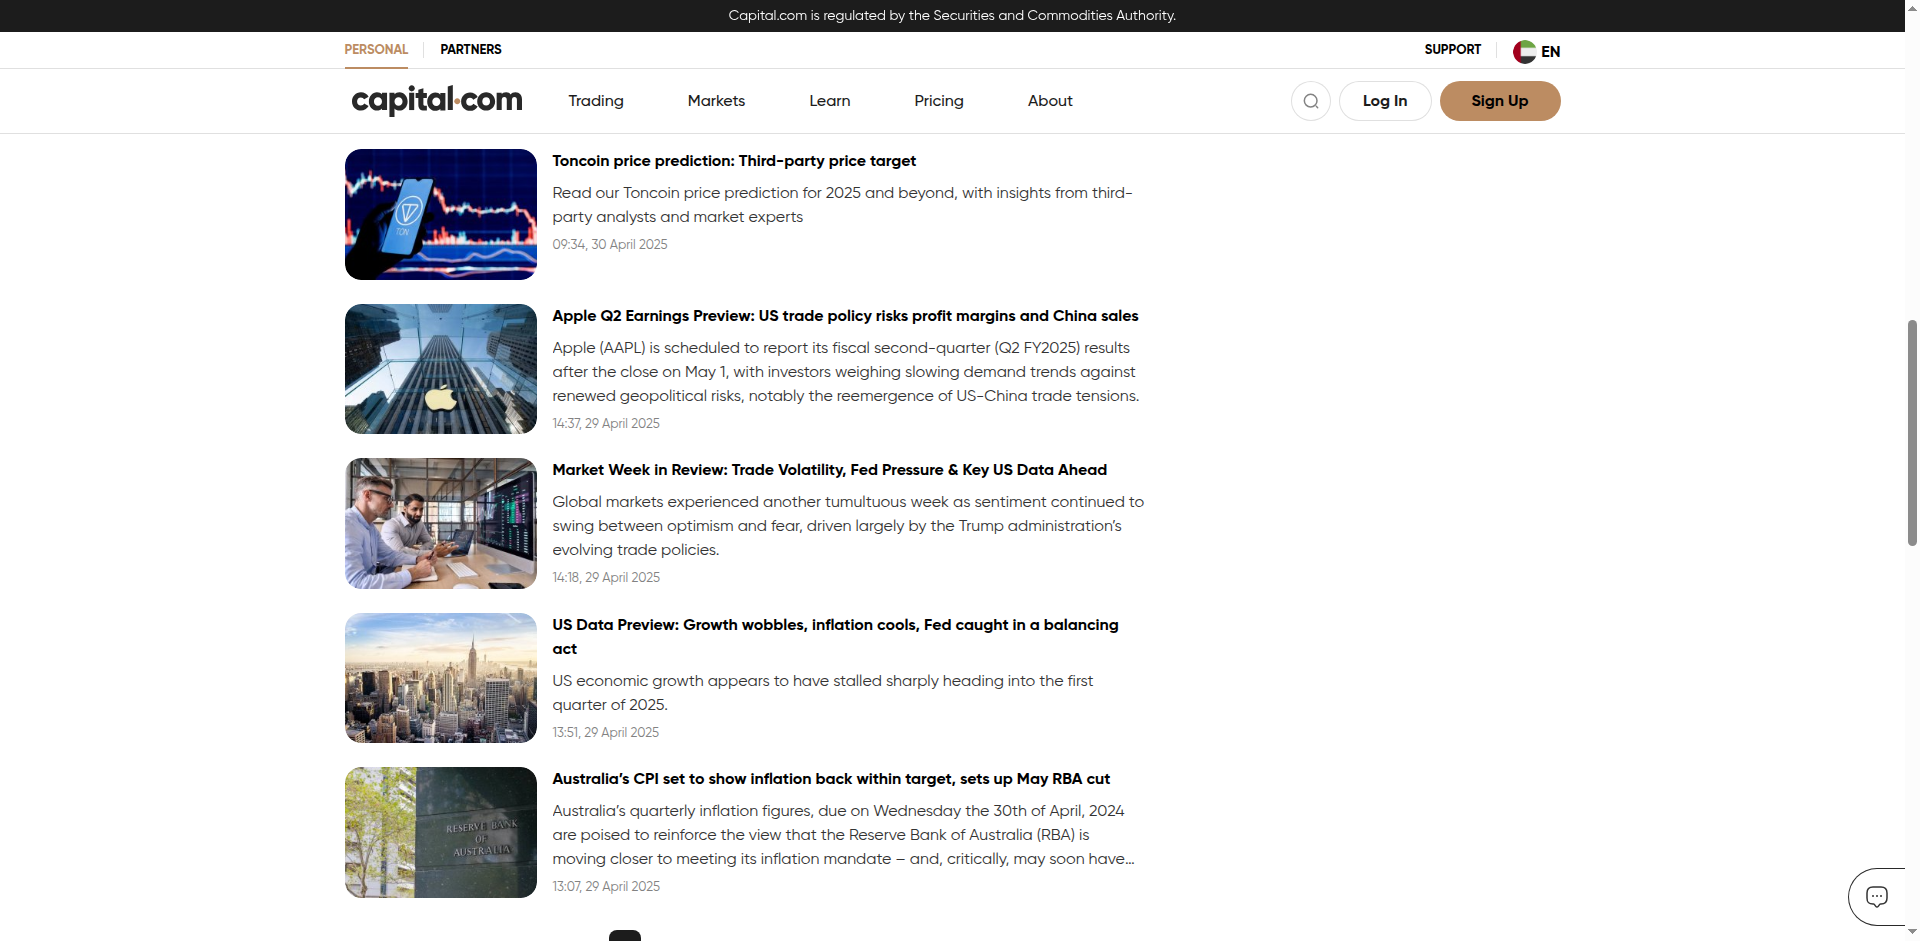 Capital.com is regulated by the Securities and Commodities Authority.
PERSONAL
PARTNERS
SUPPORT
EN
capital.com
Trading
Markets
Learn
Pricing
About
Log In
Sign Up
TON
Toncoin price prediction: Third-party price target
Read our Toncoin price prediction for 2025 and beyond, with insights from third-
party analysts and market experts
09:34, 30 April 2025
Apple Q2 Earnings Preview: US trade policy risks profit margins and China sales
Apple (AAPL) is scheduled to report its fiscal second-quarter (Q2 FY2025) results
after the close on May 1, with investors weighing slowing demand trends against
renewed geopolitical risks, notably the reemergence of US-China trade tensions.
14:37, 29 April 2025
Market Week in Review: Trade Volatility, Fed Pressure & Key US Data Ahead
Global markets experienced another tumultuous week as sentiment continued to
swing between optimism and fear, driven largely by the Trump administration’s
evolving trade policies.
14:18, 29 April 2025
US Data Preview: Growth wobbles, inflation cools, Fed caught in a balancing
act
US economic growth appears to have stalled sharply heading into the first
quarter of 2025.
13:51, 29 April 2025
RESERVE BANK
OF
AUSTRALIA
Australia’s CPI set to show inflation back within target, sets up May RBA cut
Australia’s quarterly inflation figures, due on Wednesday the 30th of April, 2024
are poised to reinforce the view that the Reserve Bank of Australia (RBA) is
moving closer to meeting its inflation mandate – and, critically, may soon have...
13:07, 29 April 2025